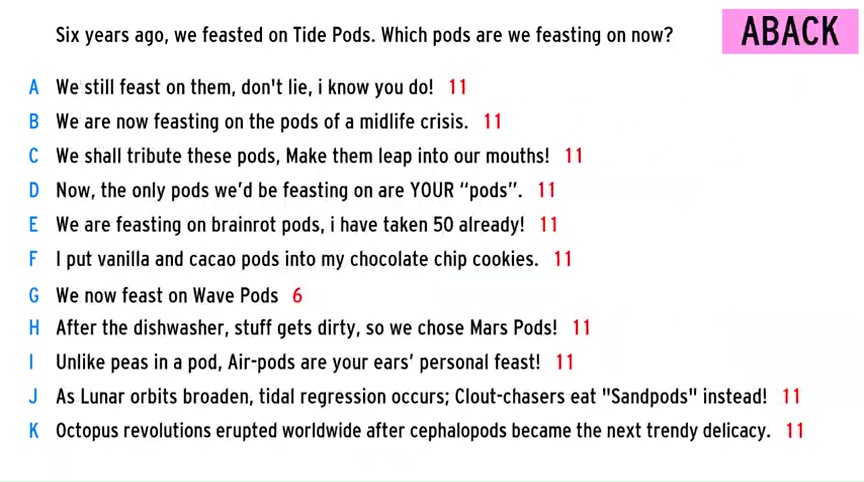 Six years ago, we feasted on Tide Pods. Which pods are we feasting on now?
ABACK
A We still feast on them, don't lie, i know you do! 11
B We are now feasting on the pods of a midlife crisis. 11
C We shall tribute these pods, Make them leap into our mouths! 11
D Now, the only pods we’d be feasting on are YOUR “pods”. 11
E We are feasting on brainrot pods, i have taken 50 already! 11
F I put vanilla and cacao pods into my chocolate chip cookies. 11
G We now feast on Wave Pods 6
H After the dishwasher, stuff gets dirty, so we chose Mars Pods! 11
I Unlike peas in a pod, Air-pods are your ears’ personal feast! 11
J As Lunar orbits broaden, tidal regression occurs; Clout-chasers eat "Sandpods" instead! 11
K Octopus revolutions erupted worldwide after cephalopods became the next trendy delicacy. 11